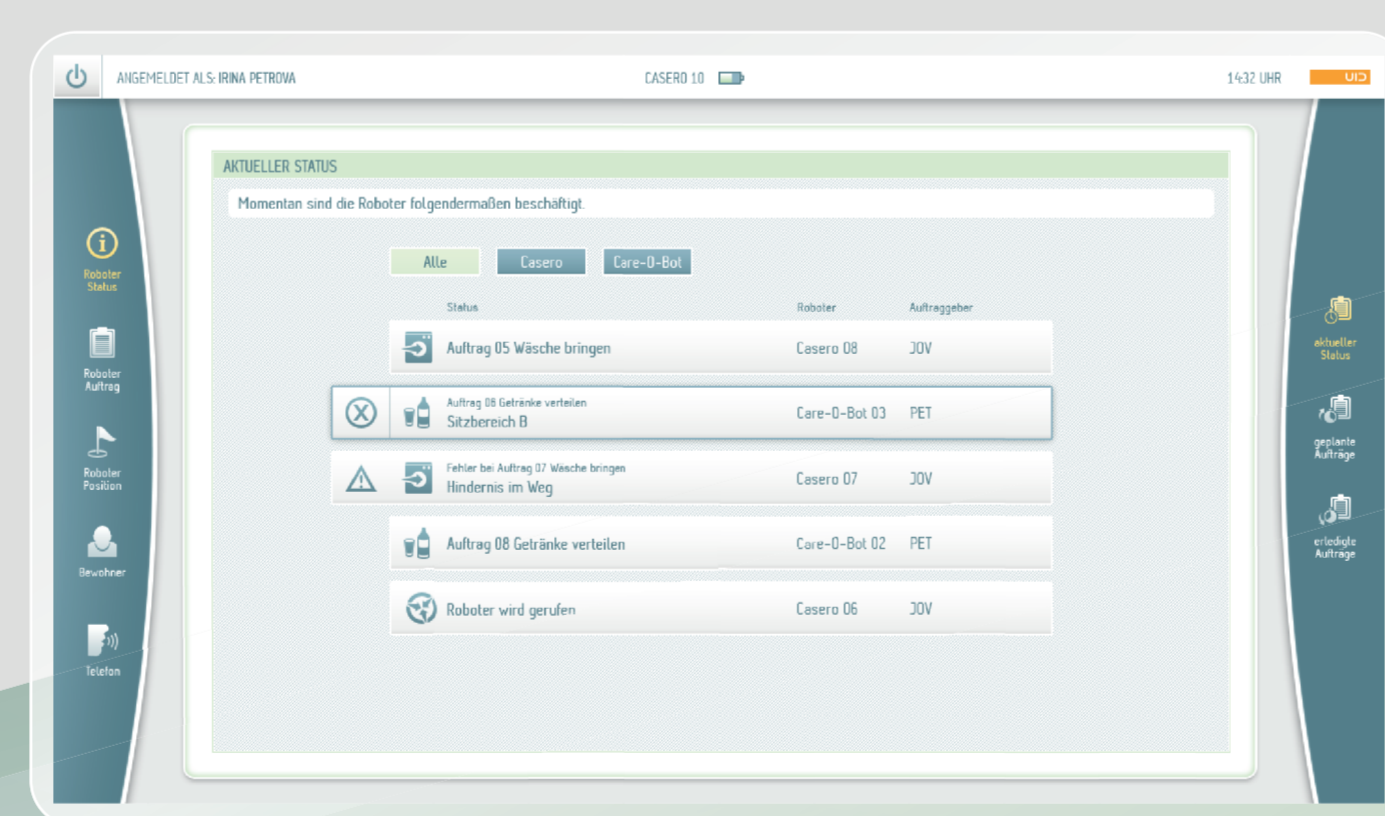 ANGEMELDET ALS: IRINA PETROVA
CASERO 10
14:32 UHR
UID
AKTUELLER STATUS
Momentan sind die Roboter folgendermaßen beschäftigt.
Alle
Casero
Care-O-Bot
Status
Roboter
Auftraggeber
Auftrag 05 Wäsche bringen
Casero 08
JOV
Auftrag 06 Getränke verteilen
Sitzbereich B
Care-O-Bot 03
PET
Fehler bei Auftrag 07 Wäsche bringen
Hindernis im Weg
Casero 07
JOV
Auftrag 08 Getränke verteilen
Care-O-Bot 02
PET
Roboter wird gerufen
Casero 06
JOV
Roboter
Status
Roboter
Auftrag
Roboter
Position
Bewohner
Telefon
aktueller
Status
geplante
Aufträge
erledigte
Aufträge